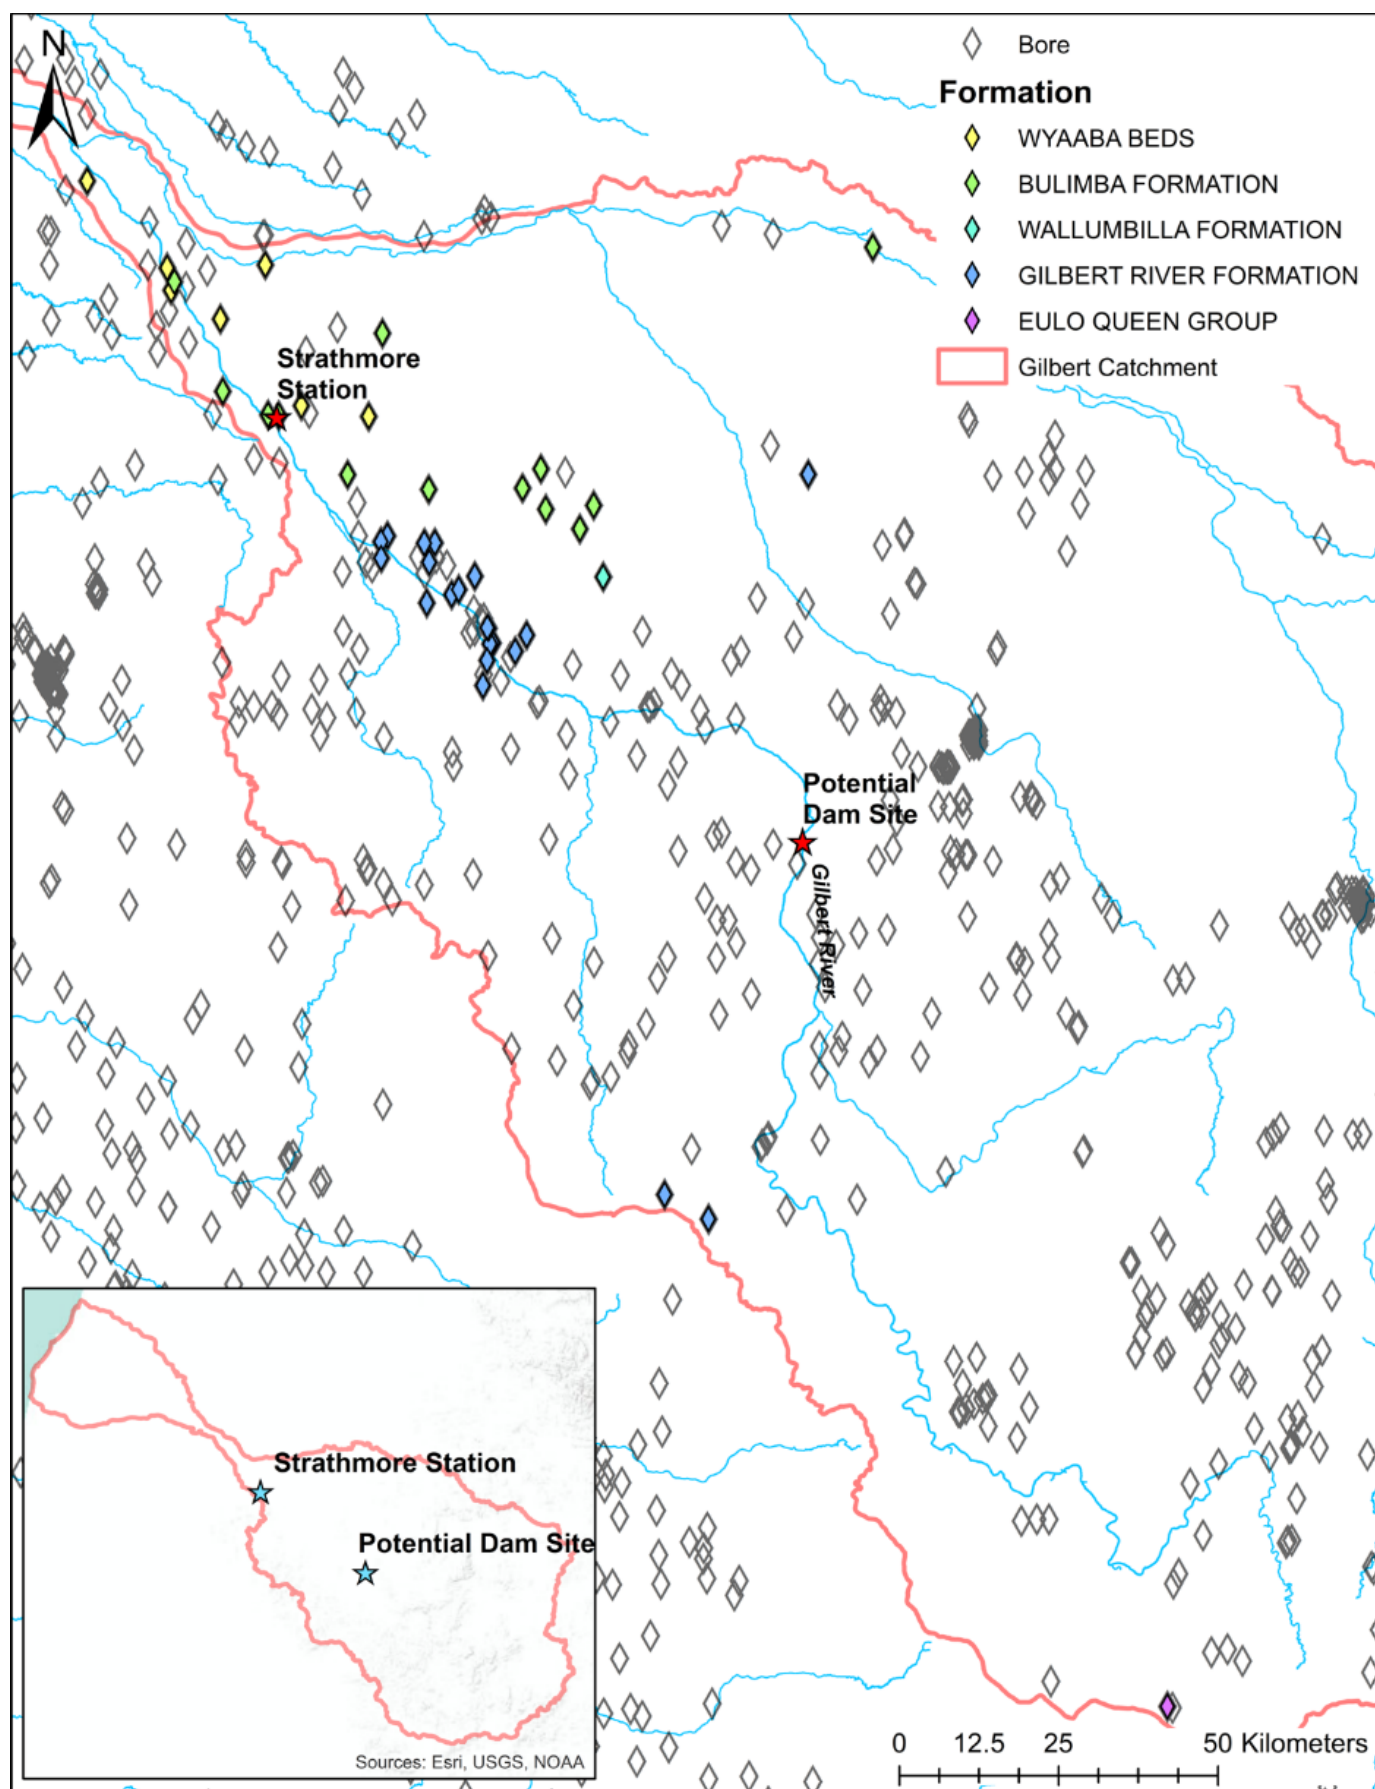 N
Bore
Formation
WYAABA BEDS
BULIMBA FORMATION
WALLUMBILLA FORMATION
GILBERT RIVER FORMATION
EULO QUEEN GROUP
Gilbert Catchment
Strathmore
Station
Potential
Dam Site
Gilbert River
Strathmore Station
Potential Dam Site
Sources: Esri, USGS, NOAA
0 12.5 25 50 Kilometers